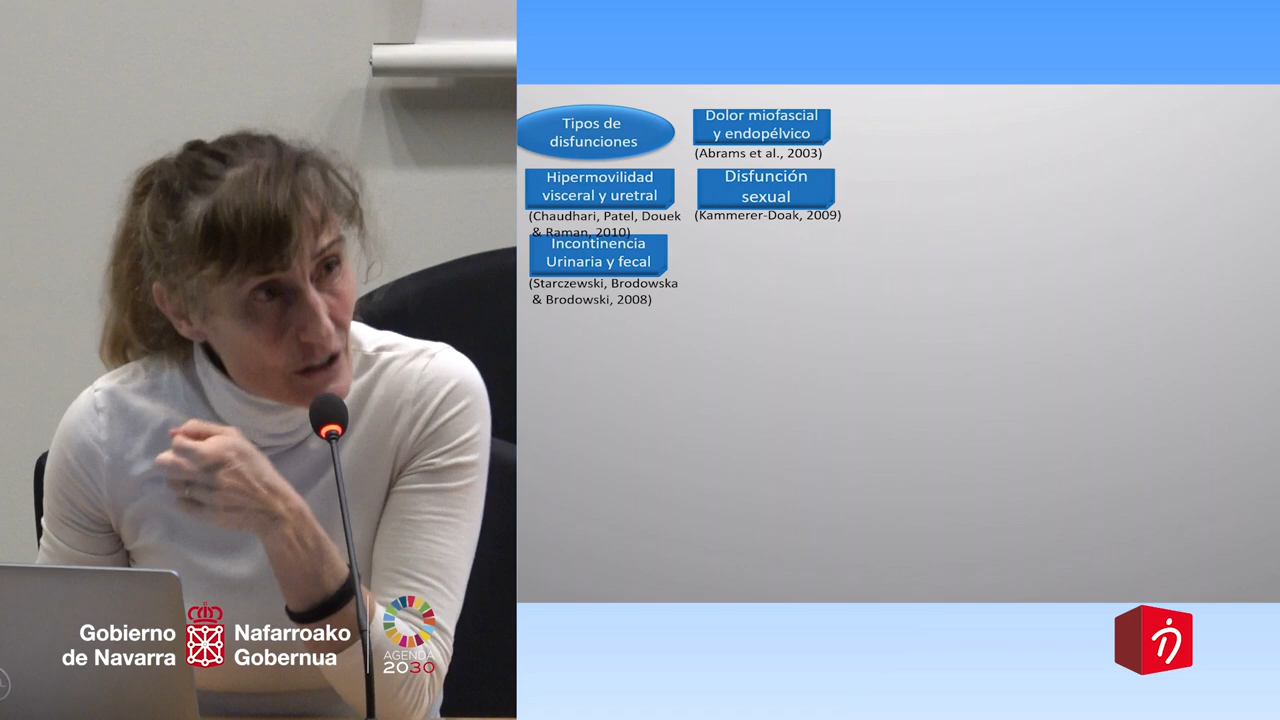 Tipos de
disfunciones
Dolor miofascial
y endopélvico
(Abrams et al., 2003)
Hipermovilidad
visceral y uretral
(Chaudhari, Patel, Douek
& Raman, 2010)
Disfunción
sexual
(Kammerer-Doak, 2009)
Incontinencia
Urinaria y fecal
(Starczewski, Brodowska
& Brodowski, 2008)
Gobierno
de Navarra
Nafarroako
Gobernua
AGENDA
2030